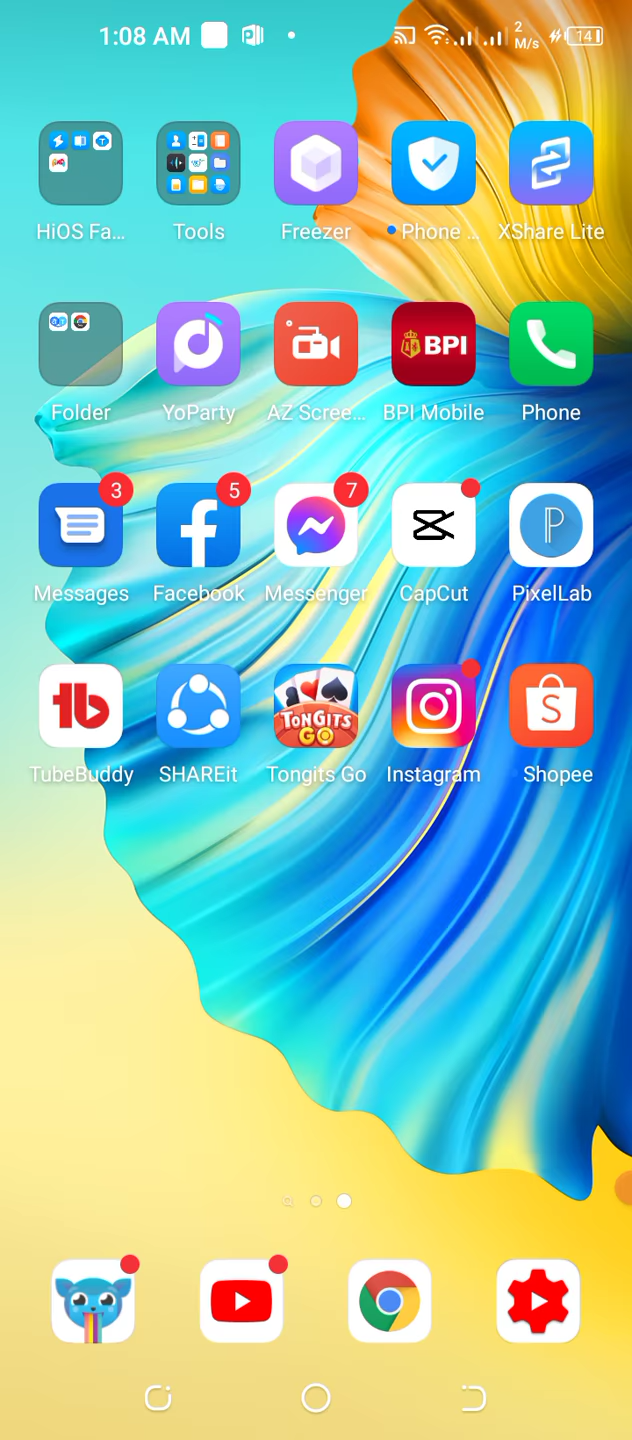 1:08 AM
2
M/s
14
HiOS Fa...
Tools
Freezer
Phone ...
XShare Lite
BPI
Folder
YoParty
AZ Scree...
BPI Mobile
Phone
3
5
7
P
Messages
Facebook
Messenger
CapCut
PixelLab
tb
TONGITS
GO
S
TubeBuddy
SHAREit
Tongits Go
Instagram
Shopee